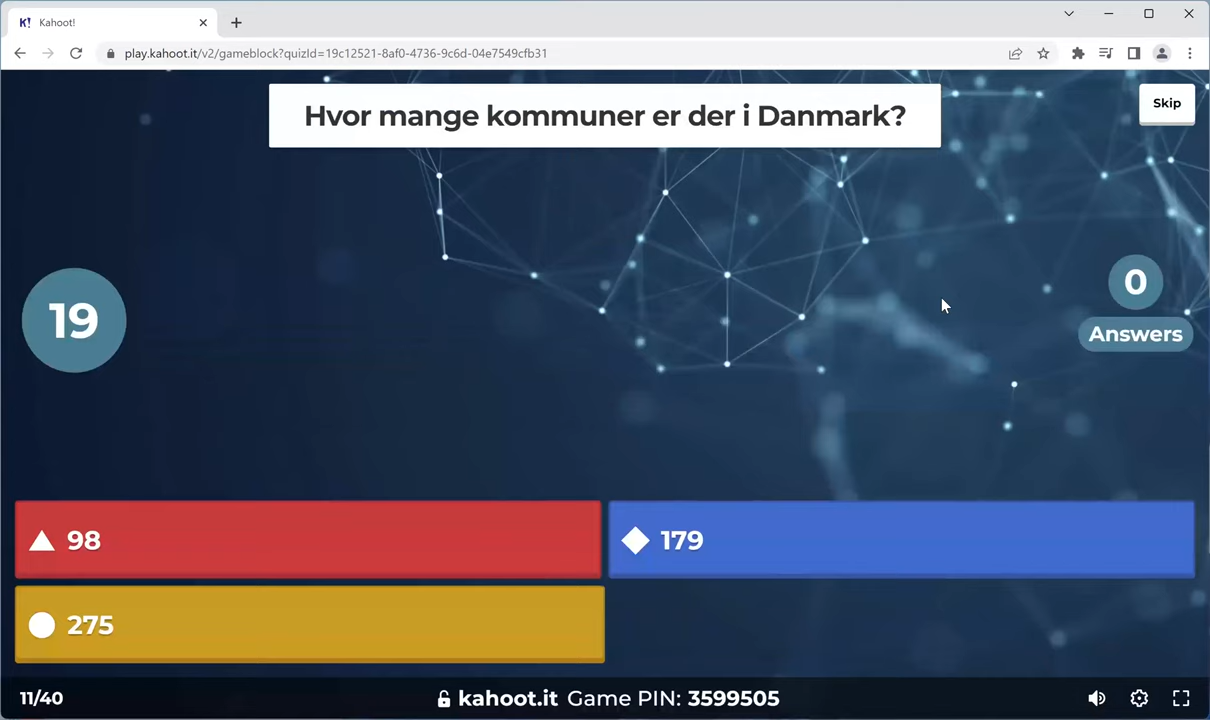 K! Kahoot!
play.kahoot.it/v2/gameblock?quizId=19c12521-8af0-4736-9c6d-04e7549cfb31
Hvor mange kommuner er der i Danmark?
Skip
19
0
Answers
98
179
275
11/40
kahoot.it Game PIN: 3599505